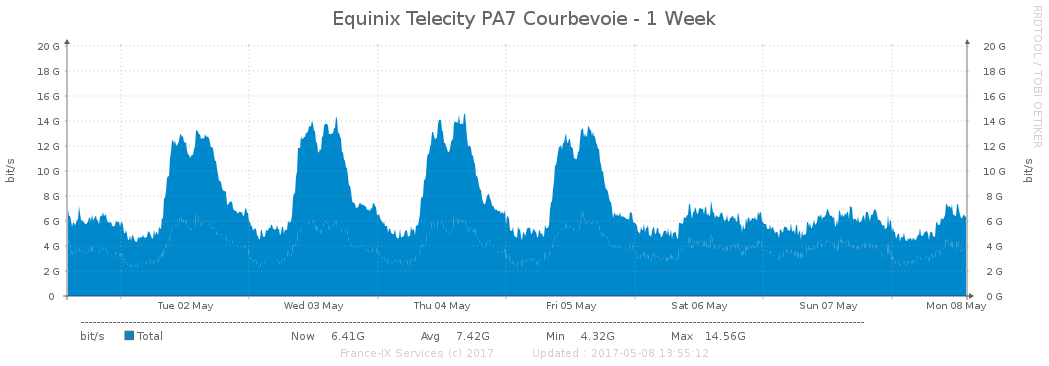 Equinix Telecity PA7 Courbevoie - 1 Week
RRDTOOL / TOBI OETIKER
bit/s
20 G
18 G
16 G
14 G
12 G
10 G
8 G
6 G
4 G
2 G
0
20 G
18 G
16 G
14 G
12 G
10 G
8 G
6 G
4 G
2 G
0 G
bit/s
Tue 02 May Wed 03 May Thu 04 May Fri 05 May Sat 06 May Sun 07 May Mon 08 May
bit/s Total Now 6.41G Avg 7.42G Min 4.32G Max 14.56G
France-IX Services (c) 2017 Updated : 2017-05-08 13:55:12